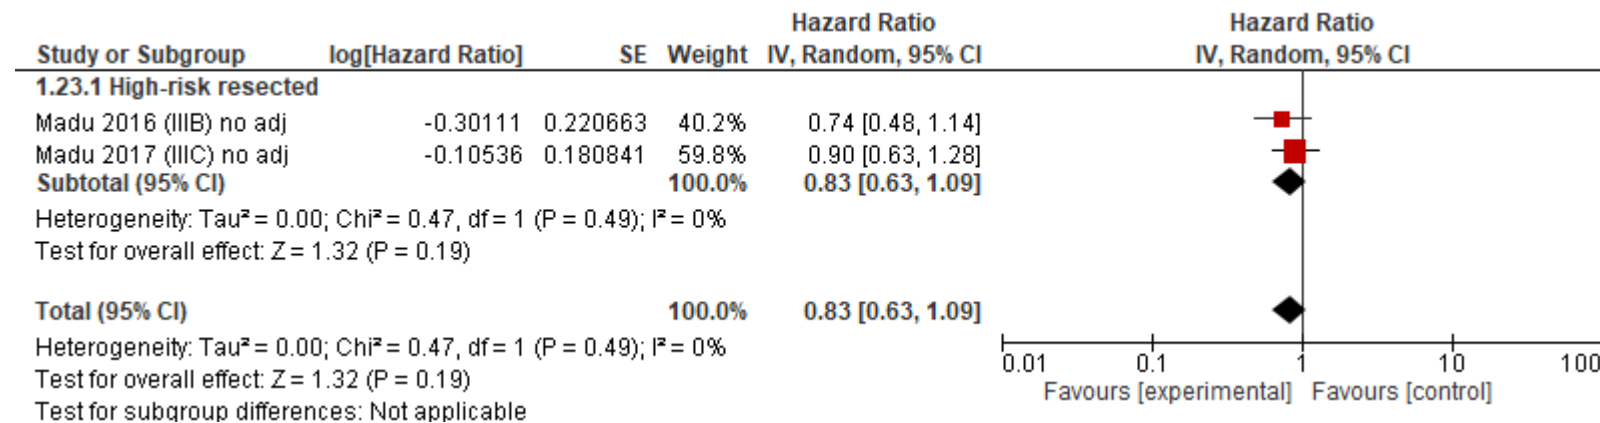 Hazard Ratio Hazard Ratio
Study or Subgroup log[Hazard Ratio] SE Weight IV, Random, 95% CI IV, Random, 95% CI
1.23.1 High-risk resected
Madu 2016 (IIIB) no adj -0.30111 0.220663 40.2% 0.74 [0.48, 1.14]
Madu 2017 (IIIC) no adj -0.10536 0.180841 59.8% 0.90 [0.63, 1.28]
Subtotal (95% CI) 100.0% 0.83 [0.63, 1.09]
Heterogeneity: Tau² = 0.00; Chi² = 0.47, df = 1 (P = 0.49); I² = 0%
Test for overall effect: Z = 1.32 (P = 0.19)
Total (95% CI) 100.0% 0.83 [0.63, 1.09]
Heterogeneity: Tau² = 0.00; Chi² = 0.47, df = 1 (P = 0.49); I² = 0%
Test for overall effect: Z = 1.32 (P = 0.19)
Test for subgroup differences: Not applicable
0.01 0.1 1 10 100
Favours [experimental] Favours [control]